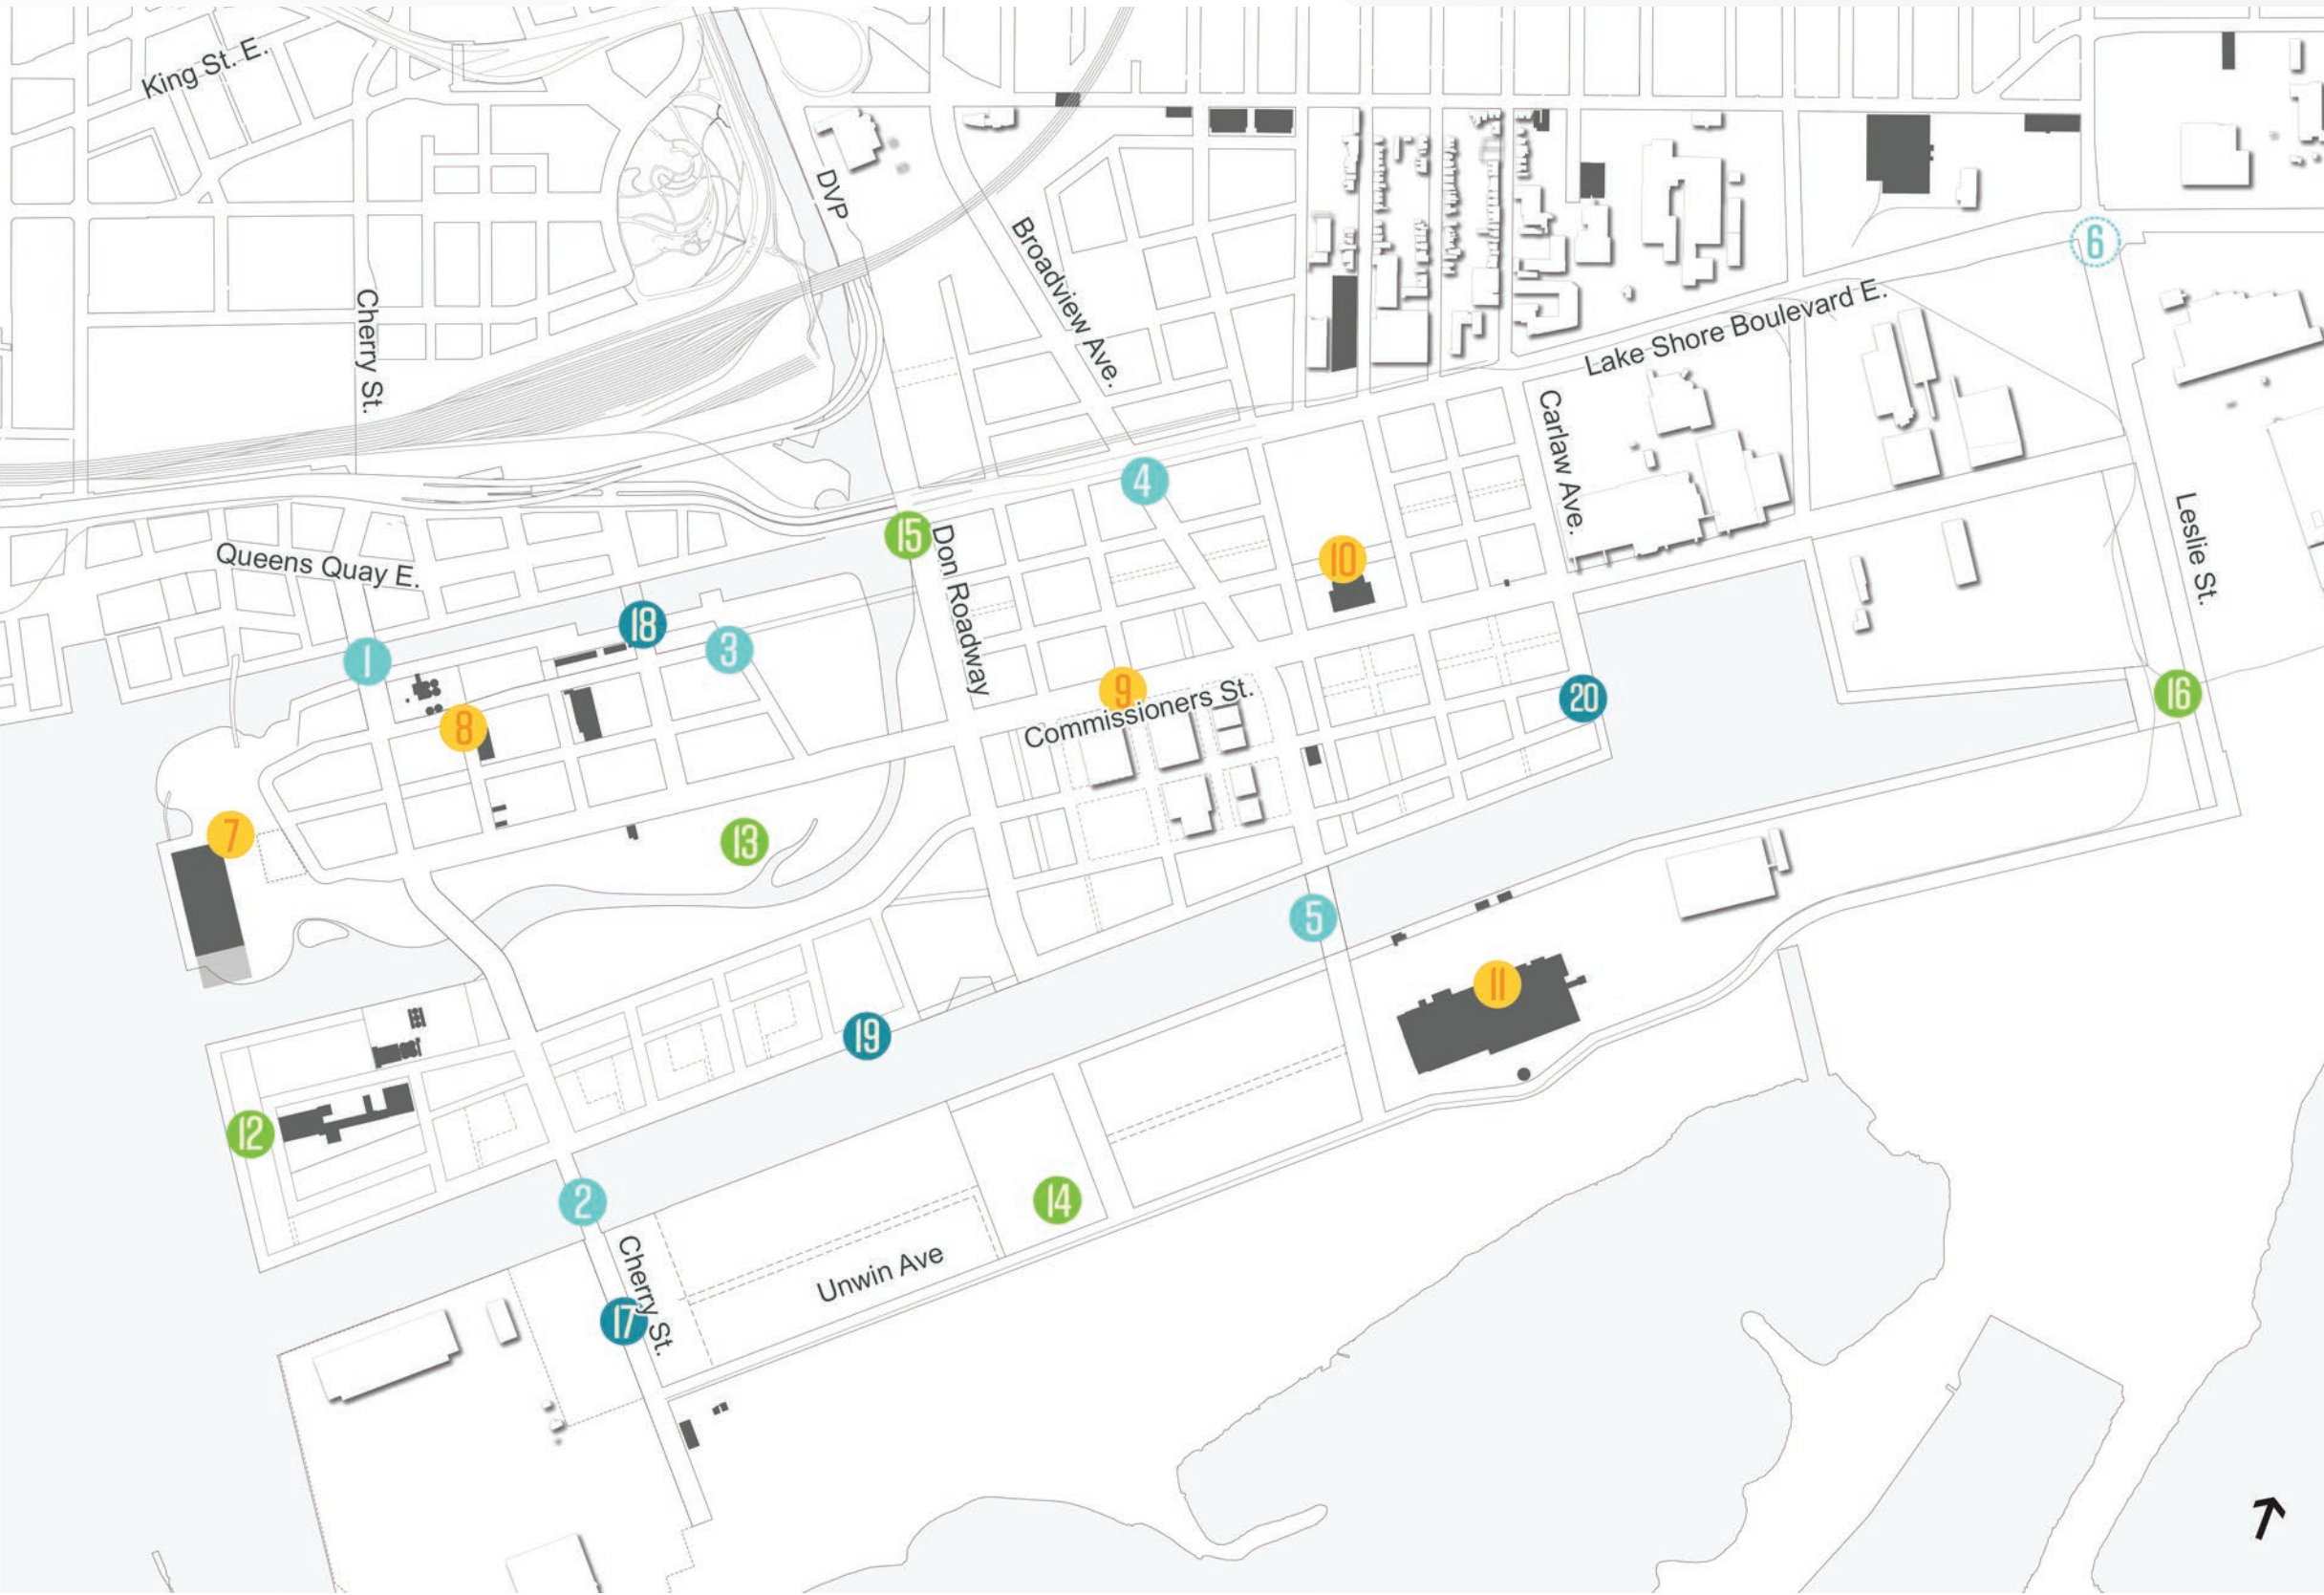 King St. E.
DVP
Broadview Ave.
6
Cherry St.
Lake Shore Boulevard E.
Carlaw Ave.
4
15
Don Roadway
Leslie St.
Queens Quay E.
10
18
3
1
9
Commissioners St.
20
16
8
7
13
5
11
19
12
2
14
Cherry St.
Unwin Ave
17